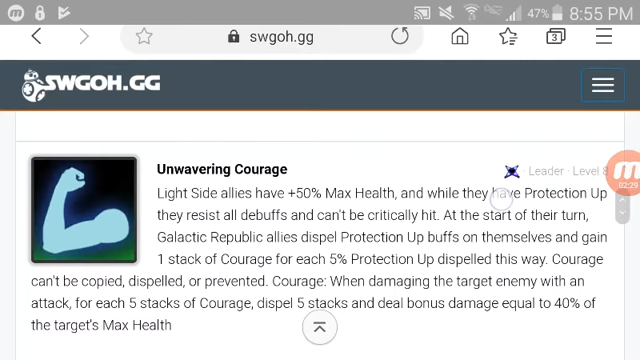 47% 8:55 PM
swgoh.gg
3
SWGOH.GG
Unwavering Courage
· Leader · Level 8
Light Side allies have +50% Max Health, and while they have Protection Up
they resist all debuffs and can't be critically hit. At the start of their turn,
Galactic Republic allies dispel Protection Up buffs on themselves and gain
1 stack of Courage for each 5% Protection Up dispelled this way. Courage
can't be copied, dispelled, or prevented. Courage: When damaging the target enemy with an
attack, for each 5 stacks of Courage, dispel 5 stacks and deal bonus damage equal to 40% of
the target's Max Health
02:29